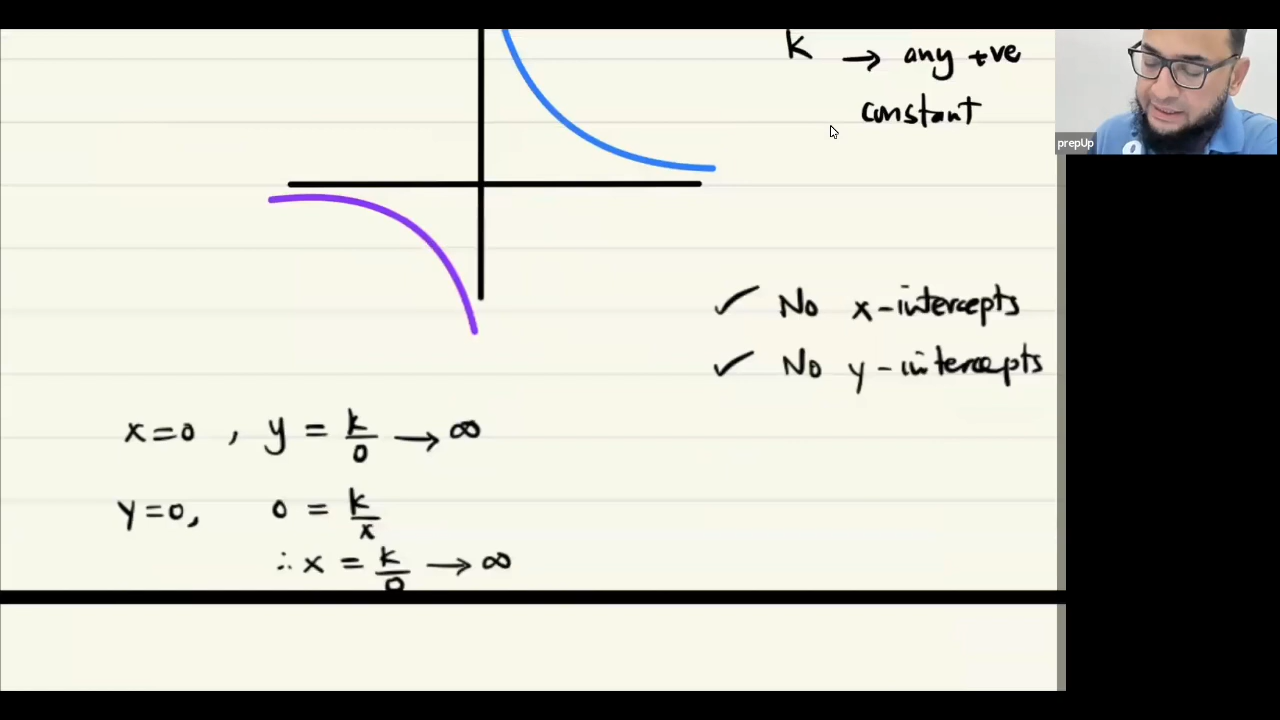 k → any +ve
constant
prepUp
✓ No x-intercepts
✓ No y-intercepts
x=0 , y = k/0 → ∞
y=0, 0 = k/x
∴ x = k/0 → ∞